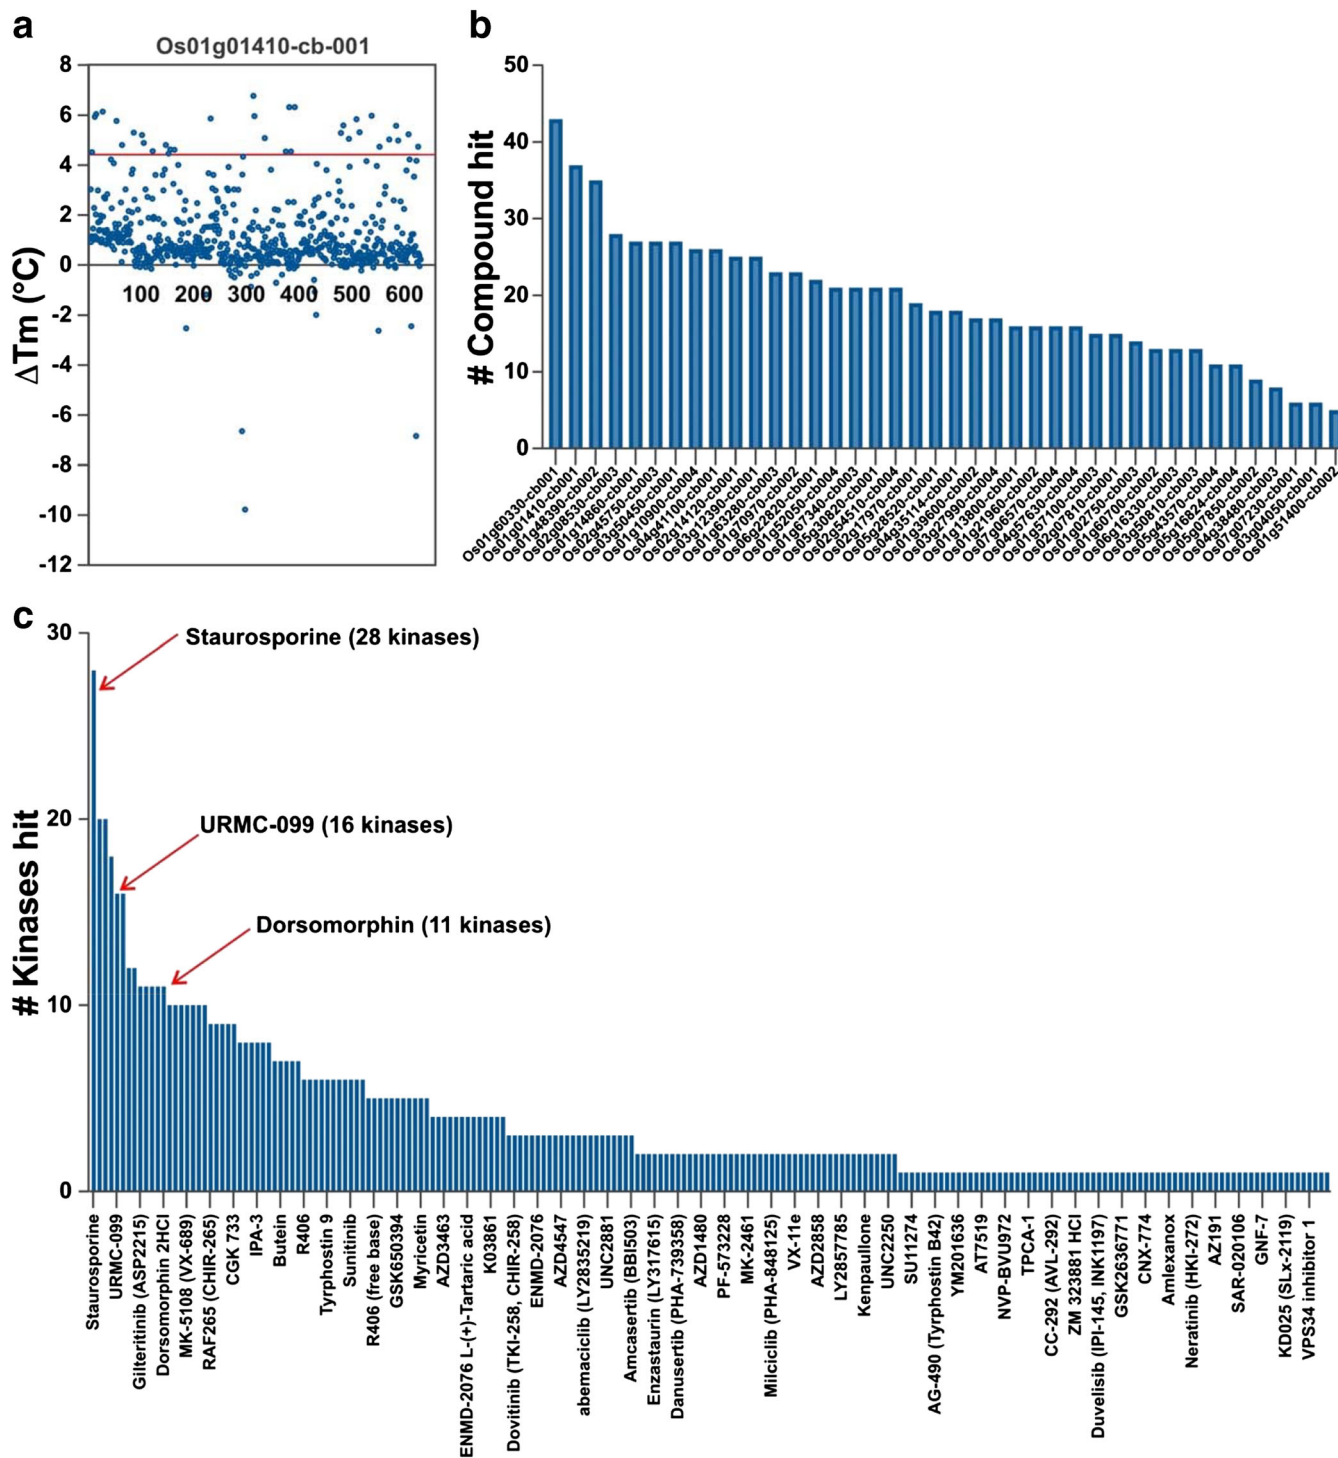 a
Os01g01410-cb-001
8
6
4
2
0
-2
-4
-6
-8
-10
-12
ΔTm (°C)
100 200 300 400 500 600
b
50
40
30
20
10
0
# Compound hit
Os01g60330-cb001
Os01g01410-cb001
Os01g48390-cb002
Os02g08530-cb003
Os01g14860-cb001
Os02g45750-cb003
Os03g50450-cb001
Os01g10900-cb004
Os04g41100-cb001
Os02g14120-cb001
Os03g12390-cb001
Os01g63280-cb003
Os01g70970-cb002
Os06g22820-cb001
Os01g52050-cb004
Os01g67340-cb003
Os05g30820-cb001
Os02g54510-cb004
Os02g17970-cb001
Os05g28520-cb001
Os04g35114-cb001
Os01g39600-cb002
Os03g27990-cb004
Os01g13800-cb001
Os01g21960-cb002
Os07g06570-cb004
Os04g57630-cb004
Os01g57100-cb003
Os02g07810-cb001
Os01g02750-cb003
Os01g60700-cb002
Os06g16330-cb003
Os03g50810-cb003
Os05g43570-cb004
Os05g16824-cb004
Os05g07850-cb002
Os04g38480-cb003
Os07g07230-cb001
Os03g04050-cb001
Os01g51400-cb002
c
30
20
10
0
# Kinases hit
Staurosporine (28 kinases)
URMC-099 (16 kinases)
Dorsomorphin (11 kinases)
Staurosporine
URMC-099
Gilteritinib (ASP2215)
Dorsomorphin 2HCl
MK-5108 (VX-689)
RAF265 (CHIR-265)
CGK 733
IPA-3
Butein
R406
Tyrphostin 9
Sunitinib
R406 (free base)
GSK650394
Myricetin
AZD3463
ENMD-2076 L-(+)-Tartaric acid
K03861
Dovitinib (TKI-258, CHIR-258)
ENMD-2076
AZD4547
abemaciclib (LY2835219)
UNC2881
Amcasertib (BBI503)
Enzastaurin (LY317615)
Danusertib (PHA-739358)
AZD1480
PF-573228
MK-2461
Milciclib (PHA-848125)
VX-11e
AZD2858
LY2857785
Kenpaullone
UNC2250
SU11274
AG-490 (Tyrphostin B42)
YM201636
AT7519
NVP-BVU972
TPCA-1
CC-292 (AVL-292)
ZM 323881 HCl
Duvelisib (IPI-145, INK1197)
GSK2636771
CNX-774
Amlexanox
Neratinib (HKI-272)
AZ191
SAR-020106
GNF-7
KD025 (SLx-2119)
VPS34 inhibitor 1